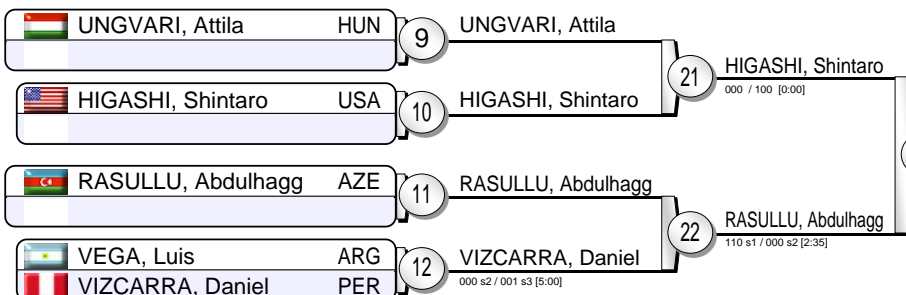 UNGVARI, Attila HUN 9 UNGVARI, Attila
21 HIGASHI, Shintaro
000 / 100 [0:00]
HIGASHI, Shintaro USA 10 HIGASHI, Shintaro
RASULLU, Abdulhagg AZE 11 RASULLU, Abdulhagg
22 RASULLU, Abdulhagg
110 s1 / 000 s2 [2:35]
VEGA, Luis ARG 12 VIZCARRA, Daniel
000 s2 / 001 s3 [5:00]
VIZCARRA, Daniel PER